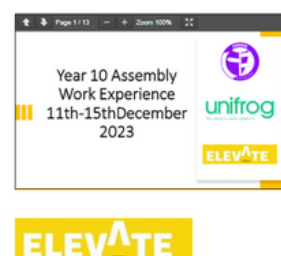 Page 1 / 13 Zoom 100%
Year 10 Assembly
Work Experience
11th-15thDecember
2023
unifrog
ELEVATE
ELEVATE